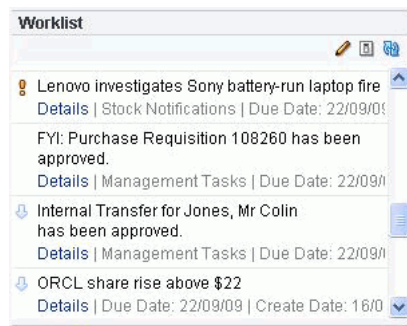 Worklist
Lenovo investigates Sony battery-run laptop fire
Details | Stock Notifications | Due Date: 22/09/09
FYI: Purchase Requisition 108260 has been
approved.
Details | Management Tasks | Due Date: 22/09/
Internal Transfer for Jones, Mr Colin
has been approved.
Details | Management Tasks | Due Date: 22/09/
ORCL share rise above $22
Details | Due Date: 22/09/09 | Create Date: 16/0